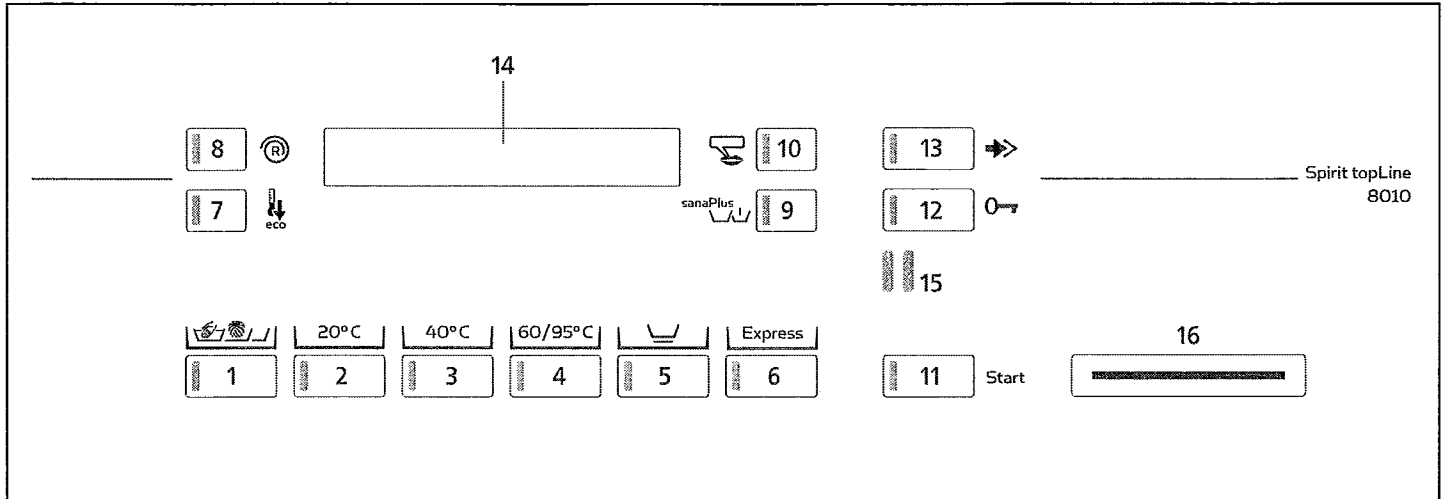 14
8 R 10 13
Spirit topLine
8010
7 eco sanaPlus 9 12
15
20°C 40°C 60/95°C Express
16
1 2 3 4 5 6 11 Start